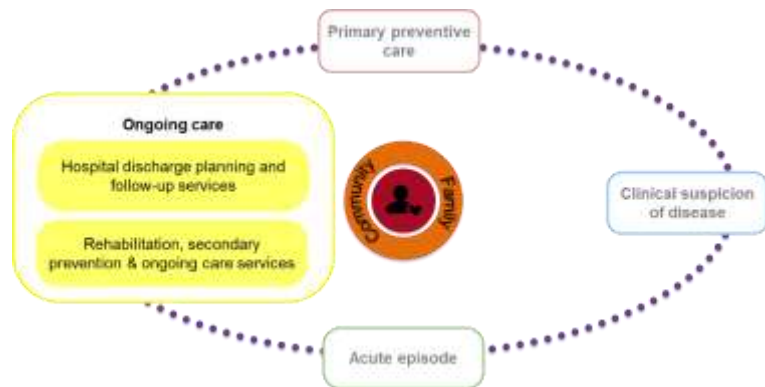 Primary preventive
care
Ongoing care
Hospital discharge planning and
follow-up services
Community
Family
Clinical suspicion
of disease
Rehabilitation, secondary
prevention & ongoing care services
Acute episode